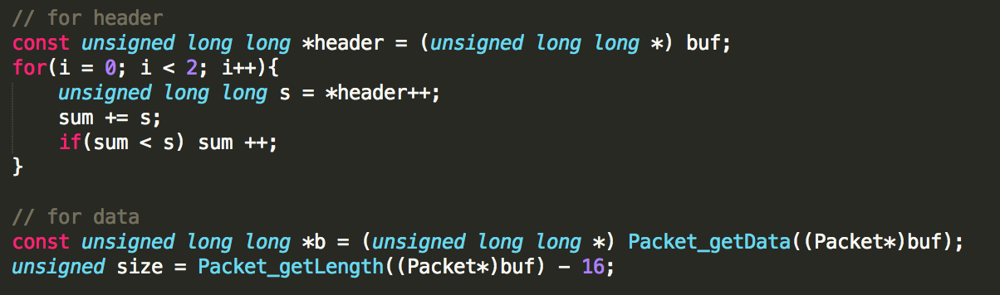 // for header
const unsigned long long *header = (unsigned long long *) buf;
for(i = 0; i < 2; i++){
    unsigned long long s = *header++;
    sum += s;
    if(sum < s) sum ++;
}

// for data
const unsigned long long *b = (unsigned long long *) Packet_getData((Packet*)buf);
unsigned size = Packet_getLength((Packet*)buf) - 16;